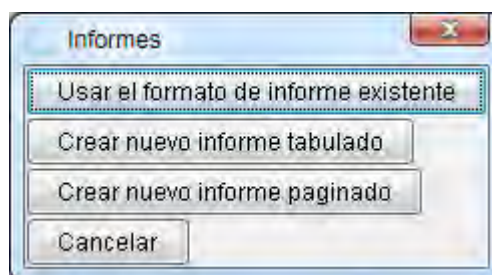 Informes
Usar el formato de informe existente
Crear nuevo informe tabulado
Crear nuevo informe paginado
Cancelar